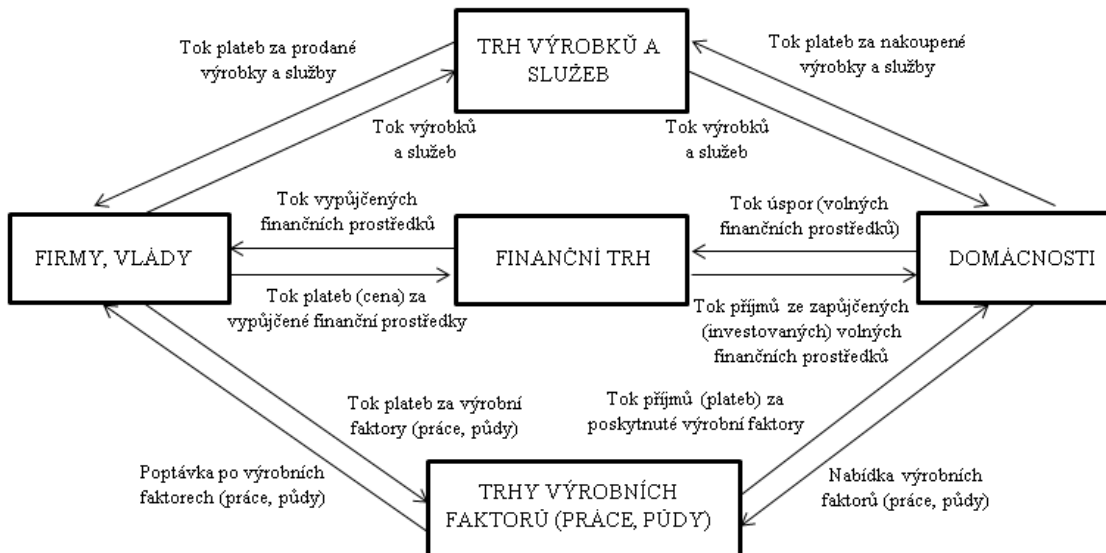 Tok plateb za prodané
výrobky a služby
TRH VÝROBKŮ A
SLUŽEB
Tok plateb za nakoupené
výrobky a služby
Tok výrobků
a služeb
Tok výrobků
a služeb
Tok vypůjčených
finančních prostředků
Tok úspor (volných
finančních prostředků)
FIRMY, VLÁDY
FINANČNÍ TRH
DOMÁCNOSTI
Tok plateb (cena) za
vypůjčené finanční prostředky
Tok příjmů ze zapůjčených
(investovaných) volných
finančních prostředků
Tok plateb za výrobní
faktory (práce, půdy)
Tok příjmů (plateb) za
poskytnuté výrobní faktory
Poptávka po výrobních
faktorech (práce, půdy)
TRHY VÝROBNÍCH
FAKTORŮ (PRÁCE, PŮDY)
Nabídka výrobních
faktorů (práce, půdy)